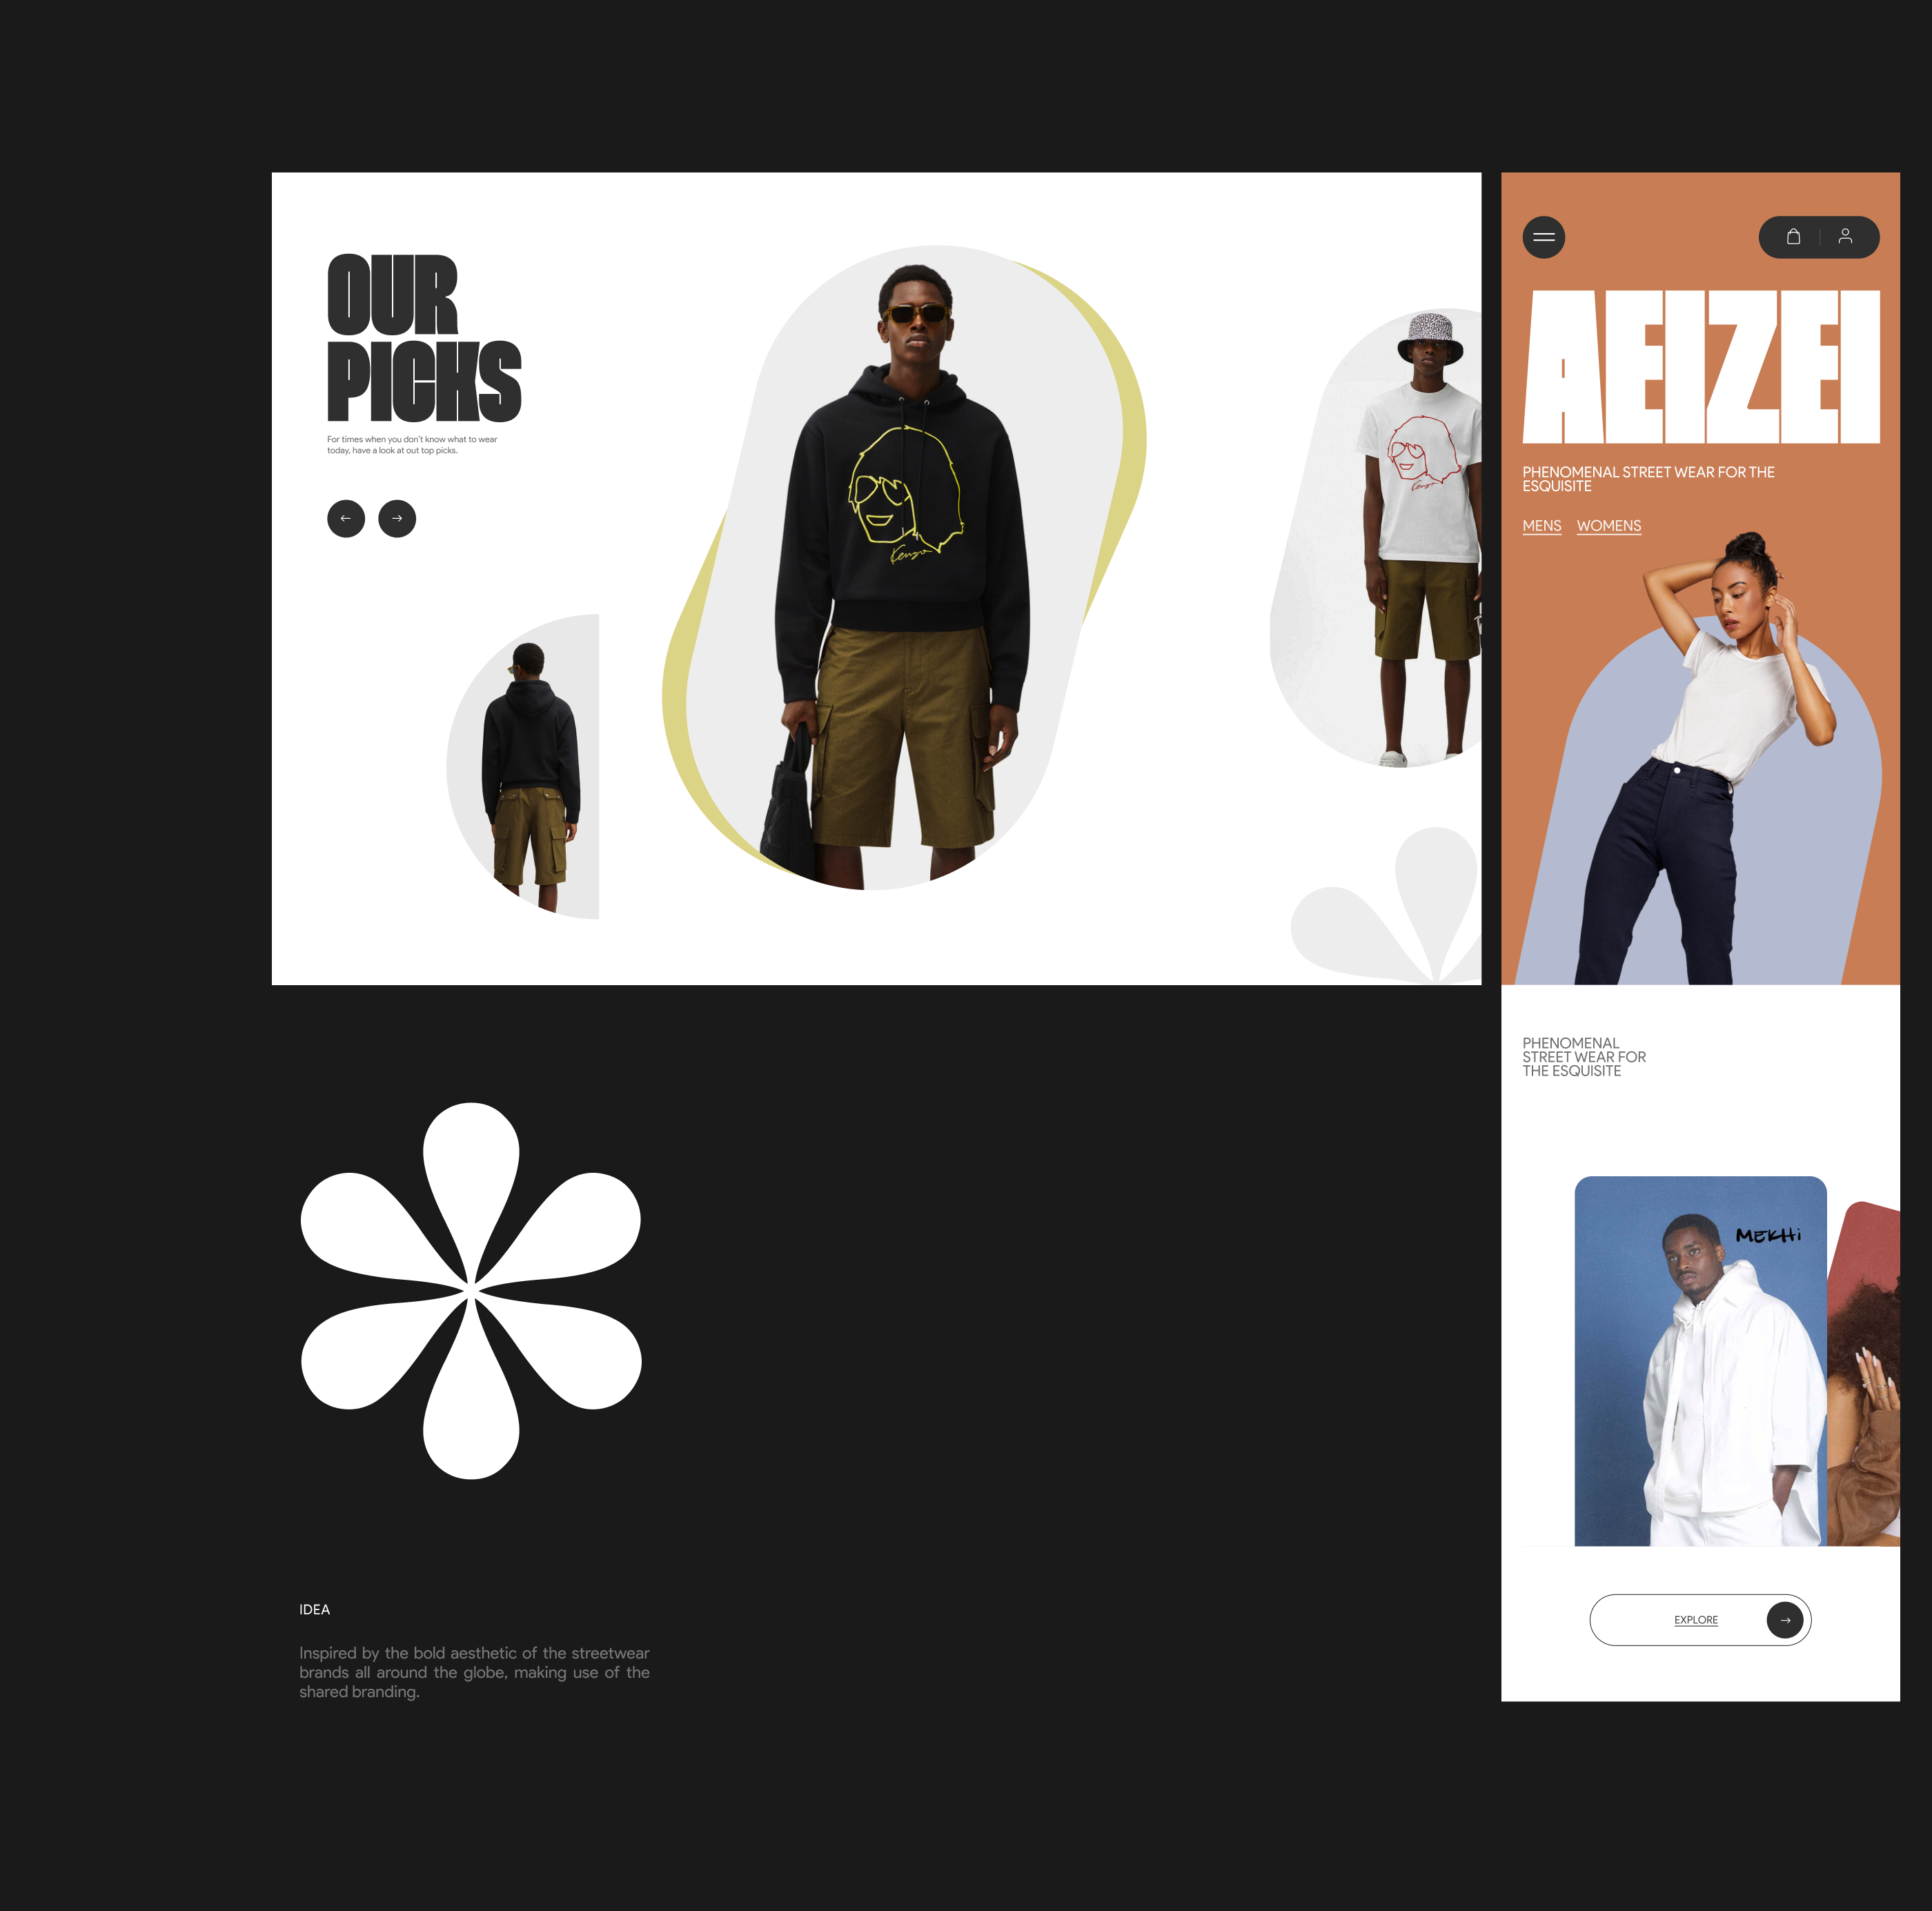 OUR
PICKS
For times when you don't know what to wear
today, have a look at out top picks.
Kenzo
Kenzo
AEIZEI
PHENOMENAL STREET WEAR FOR THE
ESQUISITE
MENS WOMENS
PHENOMENAL
STREET WEAR FOR
THE ESQUISITE
MEKHi
EXPLORE
IDEA
Inspired by the bold aesthetic of the streetwear
brands all around the globe, making use of the
shared branding.